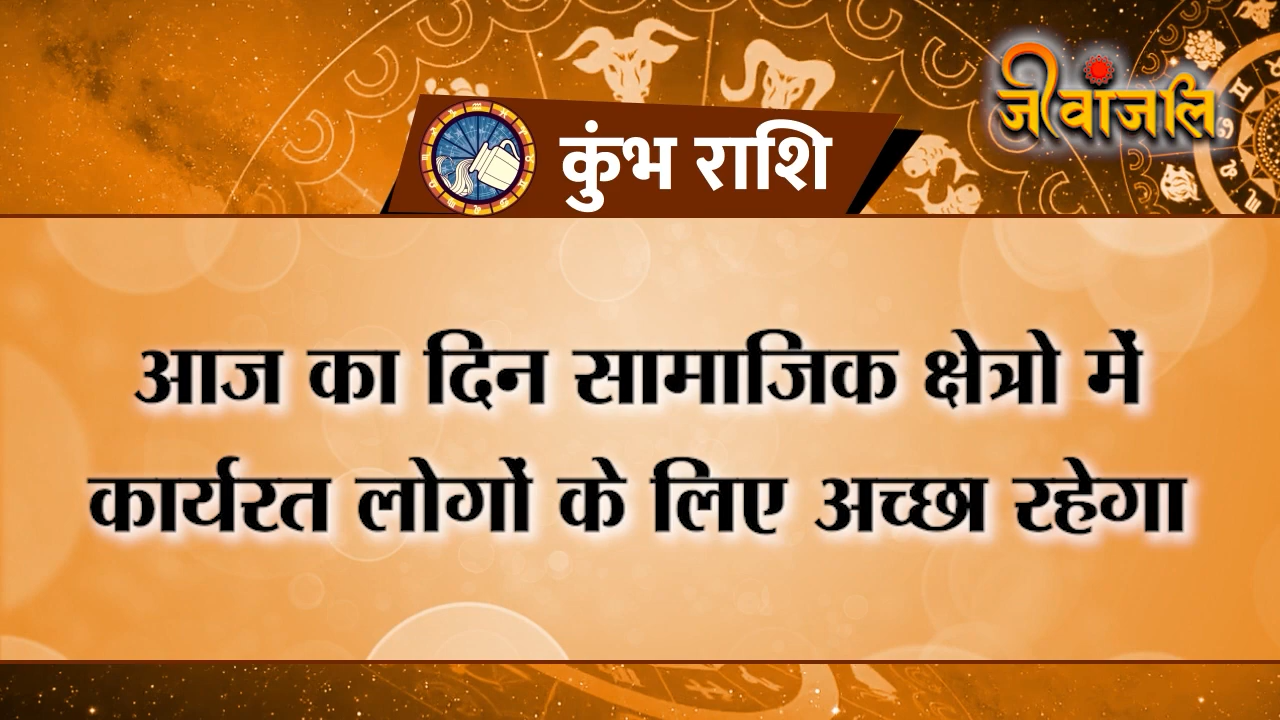 जीवांजलि
कुंभ राशि
आज का दिन सामाजिक क्षेत्रो में
कार्यरत लोगों के लिए अच्छा रहेगा